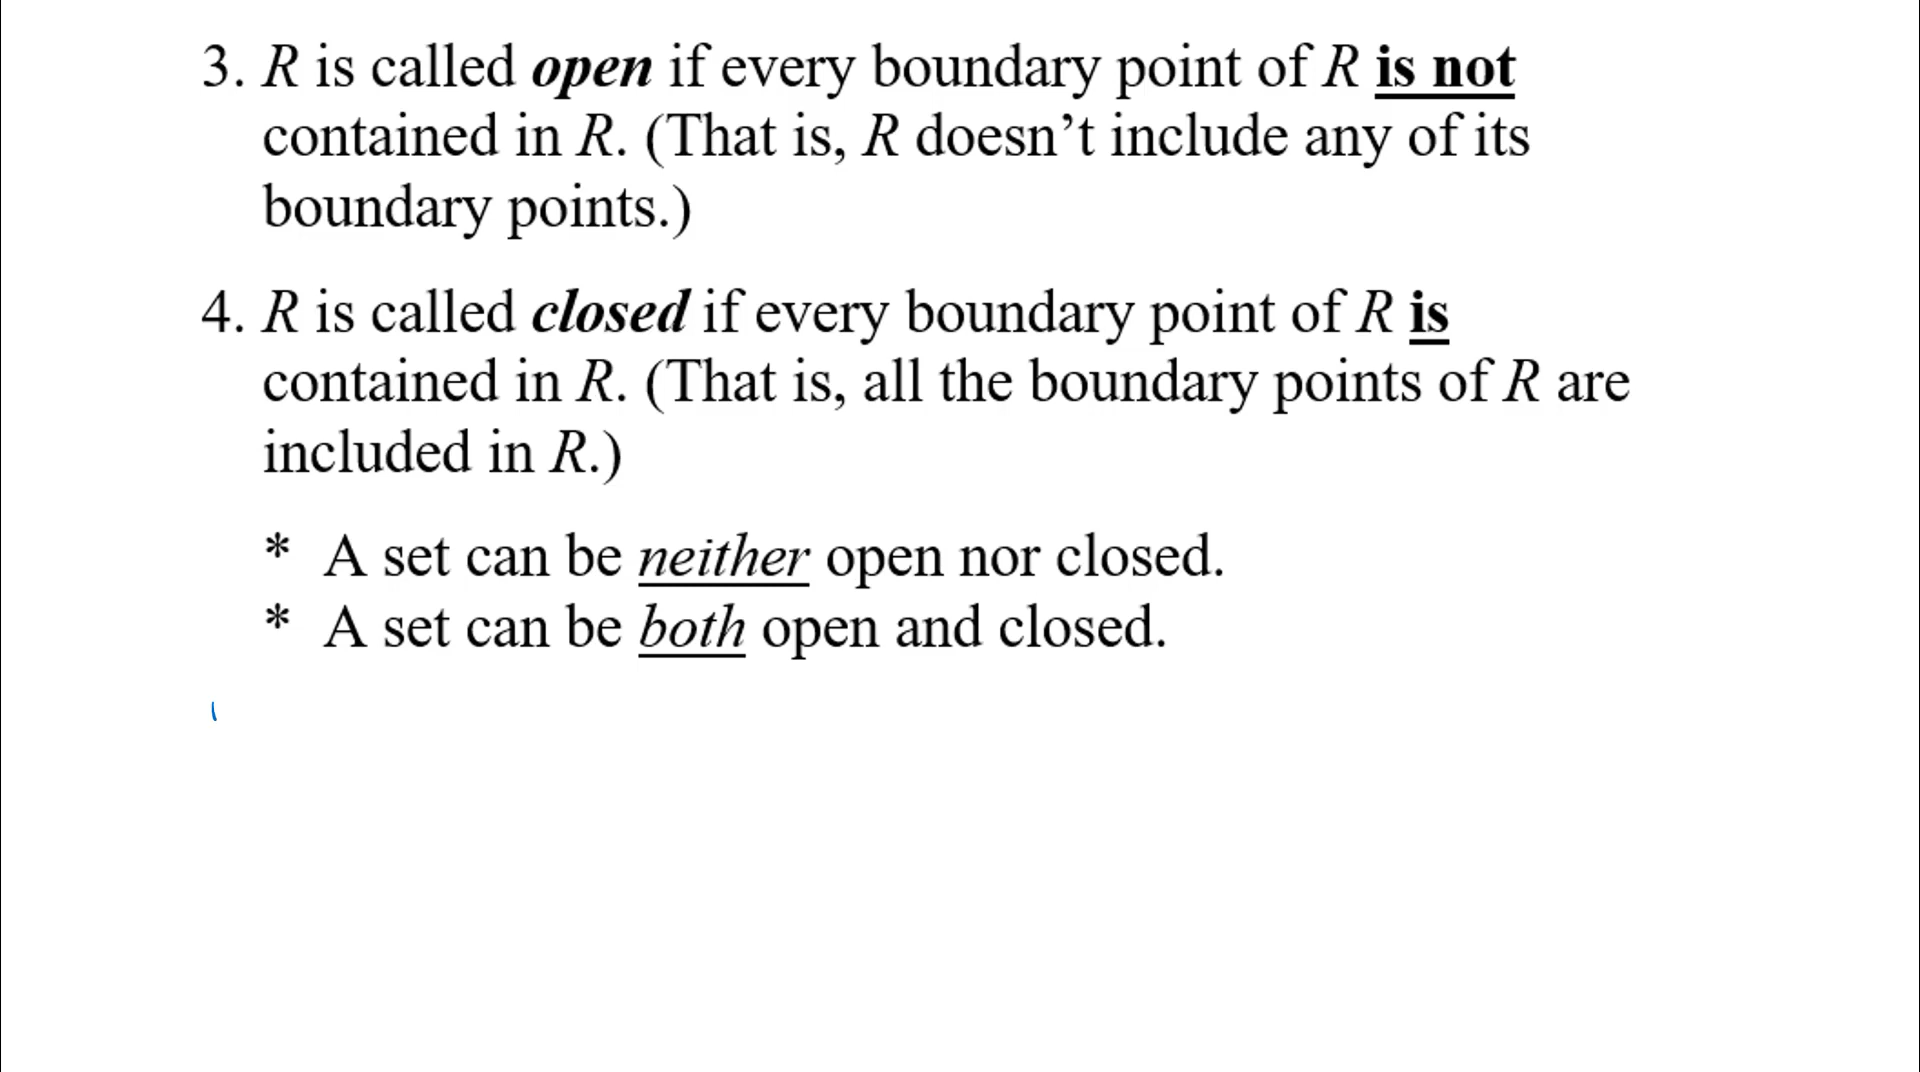 3. R is called open if every boundary point of R is not
contained in R. (That is, R doesn’t include any of its
boundary points.)
4. R is called closed if every boundary point of R is
contained in R. (That is, all the boundary points of R are
included in R.)
* A set can be neither open nor closed.
* A set can be both open and closed.